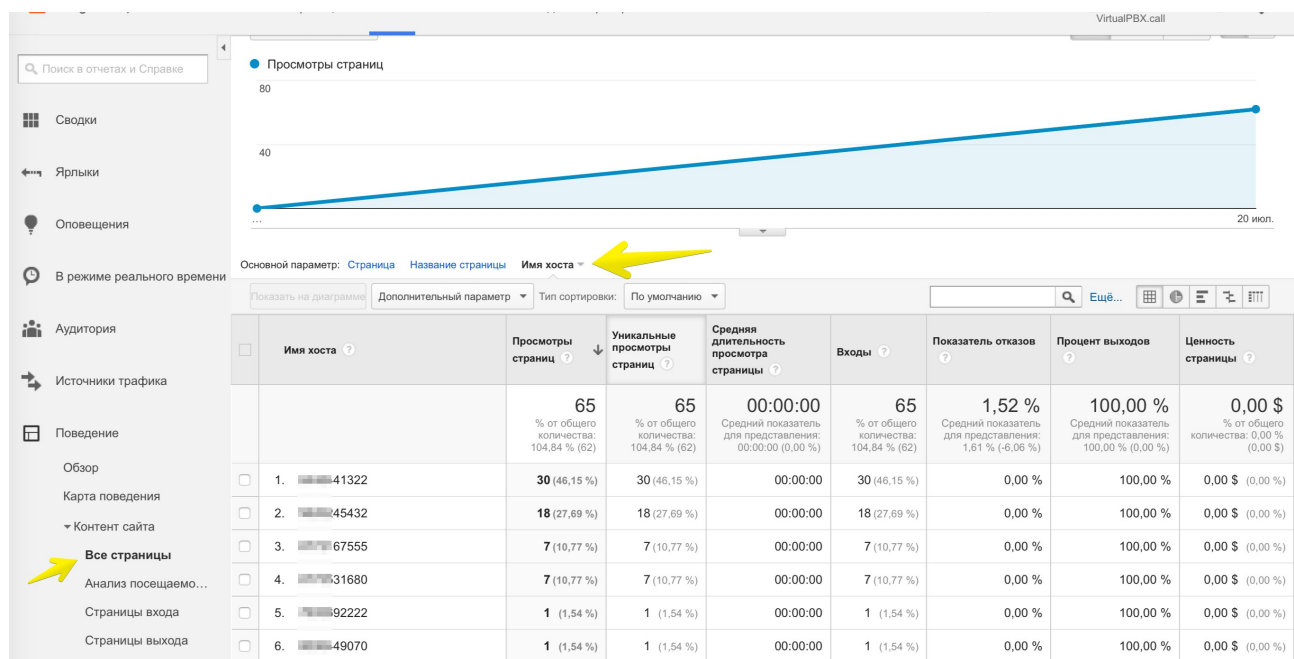 VirtualPBX.call
Поиск в отчетах и Справке
Сводки
Ярлыки
Оповещения
В режиме реального времени
Аудитория
Источники трафика
Поведение
Обзор
Карта поведения
Контент сайта
Все страницы
Анализ посещаемо...
Страницы входа
Страницы выхода
Просмотры страниц
80
40
...
20 июл.
Основной параметр: Страница Название страницы Имя хоста
Показать на диаграмме Дополнительный параметр Тип сортировки: По умолчанию Ещё...
Имя хоста ?
Просмотры
страниц ?
Уникальные
просмотры
страниц ?
Средняя
длительность
просмотра
страницы ?
Входы ?
Показатель отказов
?
Процент выходов
?
Ценность
страницы ?
65
% от общего
количества:
104,84 % (62)
65
% от общего
количества:
104,84 % (62)
00:00:00
Средний показатель
для представления:
00:00:00 (0,00 %)
65
% от общего
количества:
104,84 % (62)
1,52 %
Средний показатель
для представления:
1,61 % (-6,06 %)
100,00 %
Средний показатель
для представления:
100,00 % (0,00 %)
0,00 $
% от общего
количества: 0,00 %
(0,00 $)
1. 41322 30 (46,15 %) 30 (46,15 %) 00:00:00 30 (46,15 %) 0,00 % 100,00 % 0,00 $ (0,00 %)
2. 45432 18 (27,69 %) 18 (27,69 %) 00:00:00 18 (27,69 %) 0,00 % 100,00 % 0,00 $ (0,00 %)
3. 67555 7 (10,77 %) 7 (10,77 %) 00:00:00 7 (10,77 %) 0,00 % 100,00 % 0,00 $ (0,00 %)
4. 31680 7 (10,77 %) 7 (10,77 %) 00:00:00 7 (10,77 %) 0,00 % 100,00 % 0,00 $ (0,00 %)
5. 92222 1 (1,54 %) 1 (1,54 %) 00:00:00 1 (1,54 %) 0,00 % 100,00 % 0,00 $ (0,00 %)
6. 49070 1 (1,54 %) 1 (1,54 %) 00:00:00 1 (1,54 %) 0,00 % 100,00 % 0,00 $ (0,00 %)